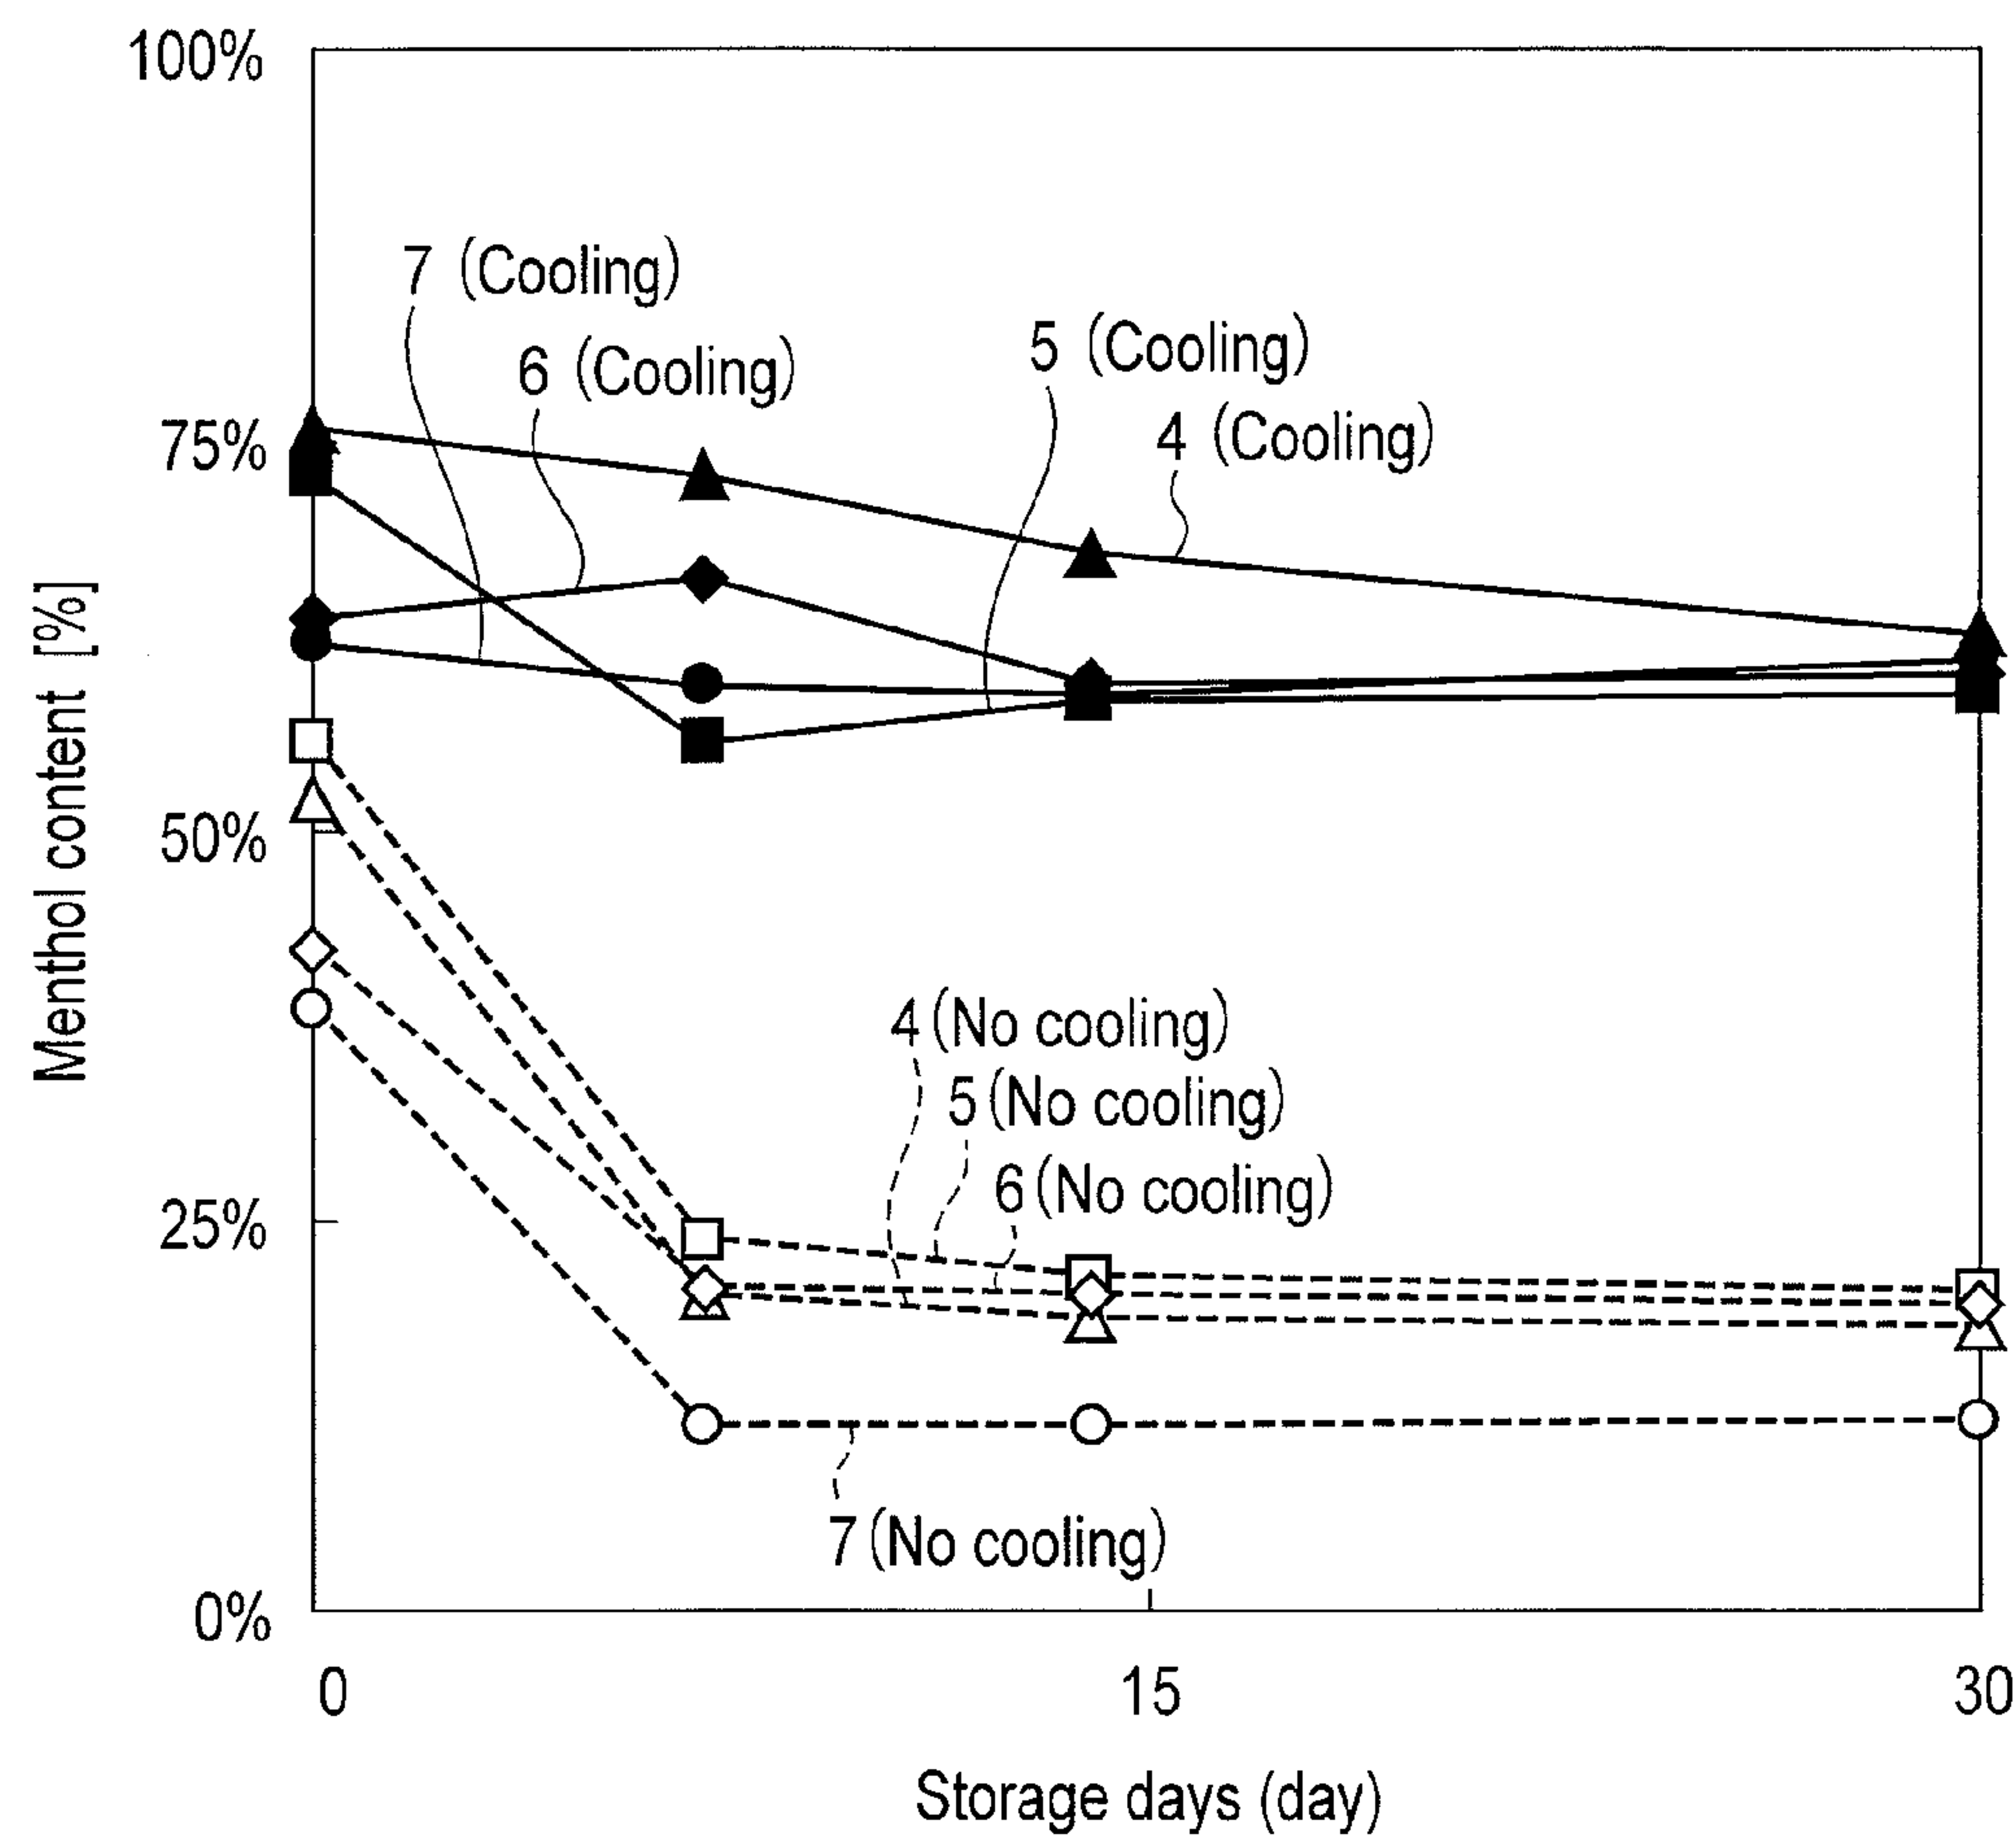 100%
7 (Cooling)
6 (Cooling)
5 (Cooling)
4 (Cooling)
75%
Menthol content [%]
50%
4 (No cooling)
5 (No cooling)
6 (No cooling)
25%
7 (No cooling)
0%
0 15 30
Storage days (day)